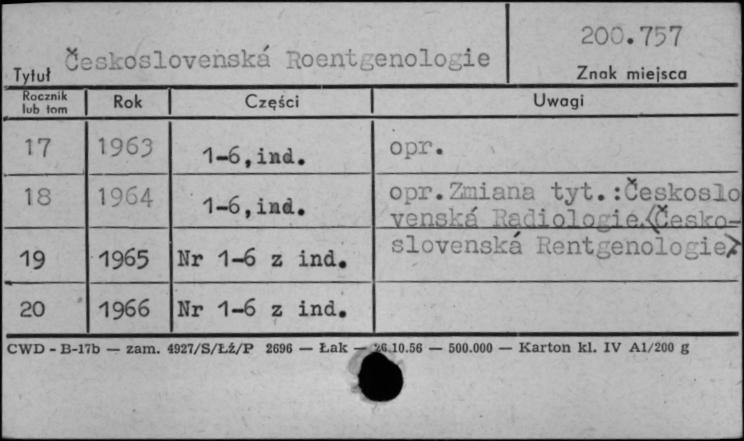 200.757
Československá Roentgenologie
Tytuł
Znak miejsca
Rocznik lub tom Rok Części Uwagi
17 1963 1-6,ind. opr.
18 1964 1-6,ind. opr.Zmiana tyt.:Českoslo
venská Radiologie.(Česko-
19 1965 Nr 1-6 z ind. slovenská Rentgenologie)
20 1966 Nr 1-6 z ind.
CWD - B-17b — zam. 4927/S/Łź/P 2696 — Łak — 26.10.56 — 500.000 — Karton kl. IV A1/200 g